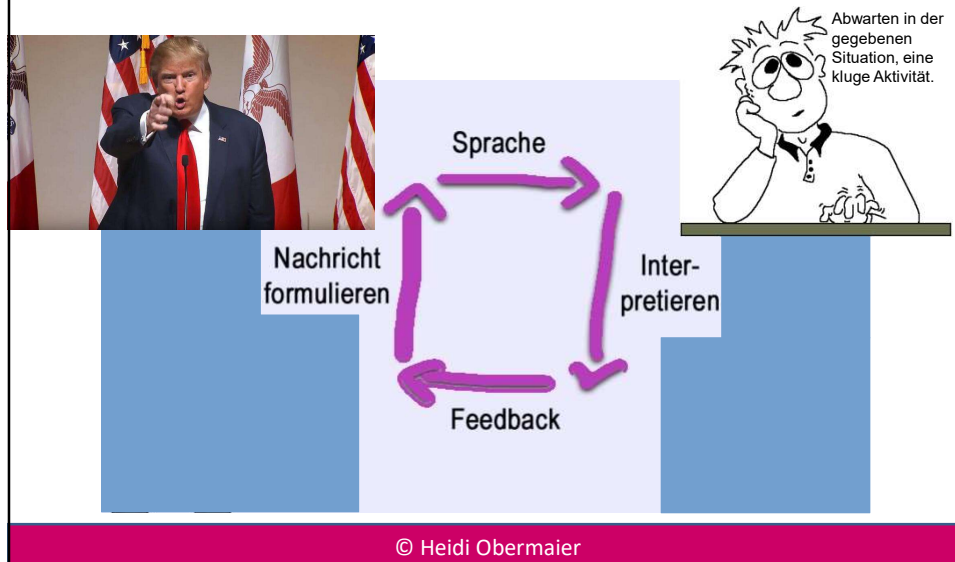 Abwarten in der
gegebenen
Situation, eine
kluge Aktivität.
Sprache
Nachricht
formulieren
Inter-
pretieren
Feedback
© Heidi Obermaier